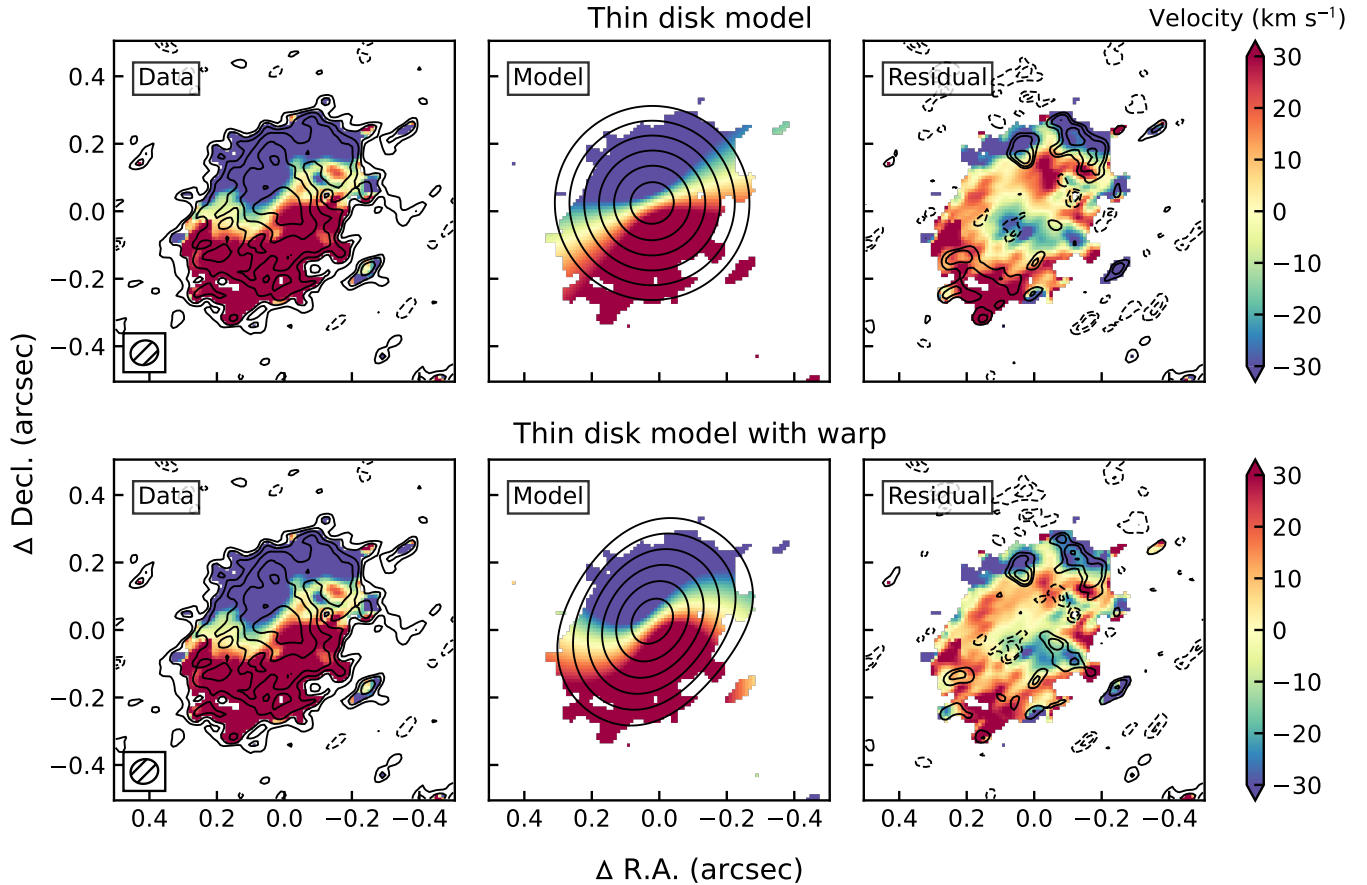 Thin disk model
Velocity (km s⁻¹)
Data
Model
Residual
0.4
0.2
0.0
−0.2
−0.4
30
20
10
0
−10
−20
−30
Δ Decl. (arcsec)
Thin disk model with warp
Data
Model
Residual
0.4
0.2
0.0
−0.2
−0.4
30
20
10
0
−10
−20
−30
0.4 0.2 0.0 −0.2 −0.4 0.4 0.2 0.0 −0.2 −0.4 0.4 0.2 0.0 −0.2 −0.4
Δ R.A. (arcsec)